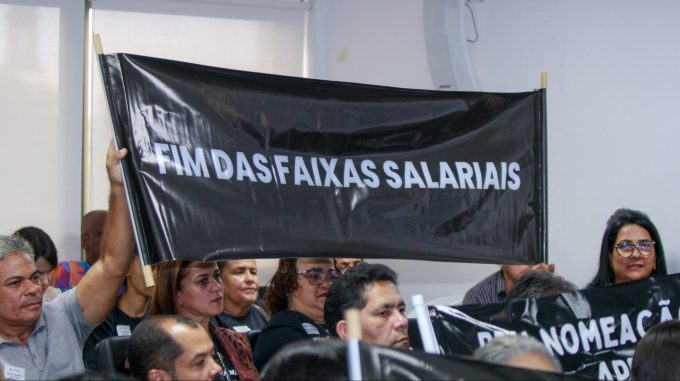 FIM DAS FAIXAS SALARIAIS
NOMEAÇÃO